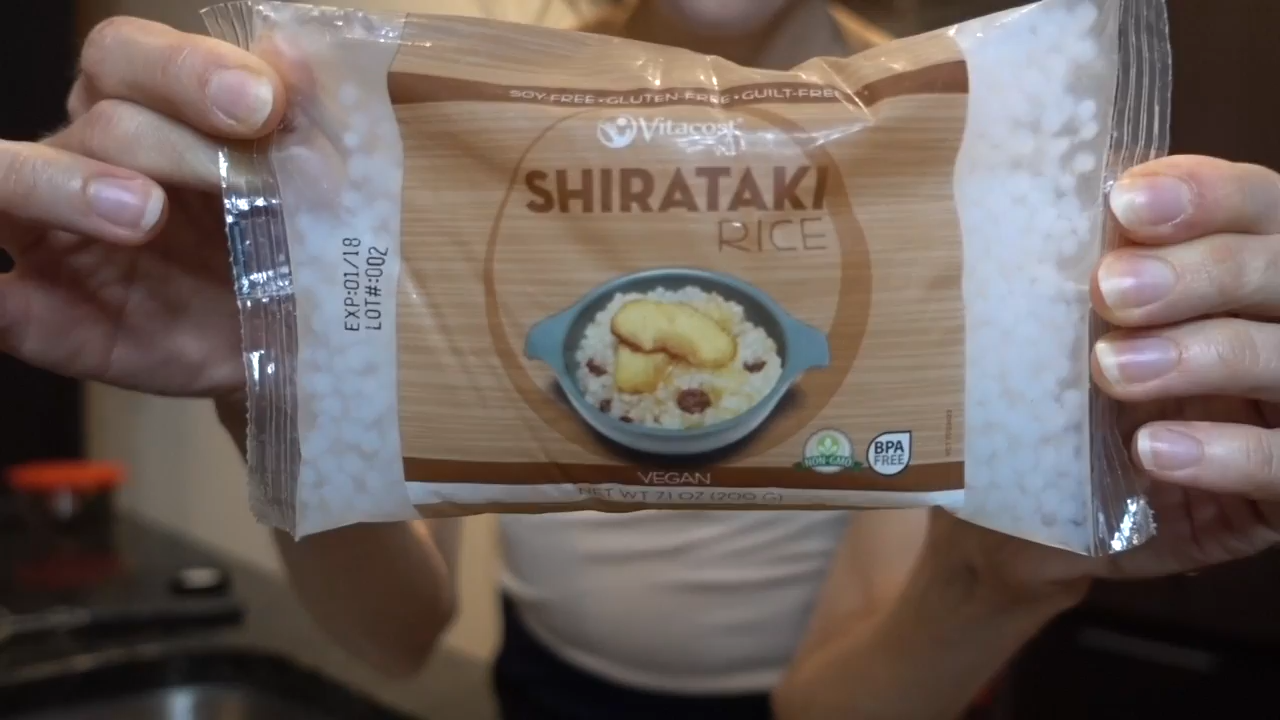 SOY-FREE • GLUTEN-FREE • GUILT-FREE
Vitacost
SHIRATAKI
RICE
EXP:01/18
LOT#:002
NON-GMO
BPA
FREE
VEGAN
NET WT 7.1 OZ (200 G)